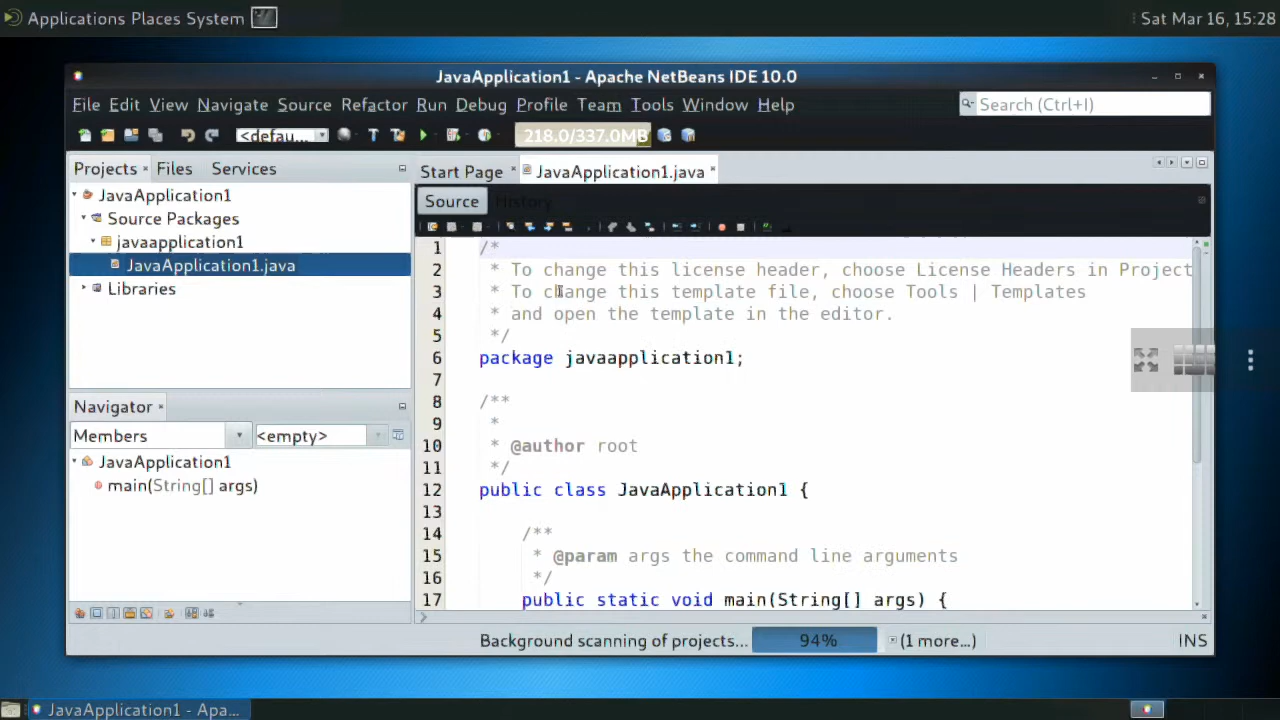 Applications Places System
Sat Mar 16, 15:28
JavaApplication1 - Apache NetBeans IDE 10.0
File Edit View Navigate Source Refactor Run Debug Profile Team Tools Window Help
Search (Ctrl+I)
<defau...
218.0/337.0MB
Projects Files Services
Start Page JavaApplication1.java
JavaApplication1
Source Packages
javaapplication1
JavaApplication1.java
Libraries
Source History
1 /*
2 * To change this license header, choose License Headers in Project
3 * To change this template file, choose Tools | Templates
4 * and open the template in the editor.
5 */
6 package javaapplication1;
7
8 /**
9 *
10 * @author root
11 */
12 public class JavaApplication1 {
13
14 /**
15 * @param args the command line arguments
16 */
17 public static void main(String[] args) {
Navigator
Members <empty>
JavaApplication1
main(String[] args)
Background scanning of projects... 94% (1 more...) INS
JavaApplication1 - Apa...